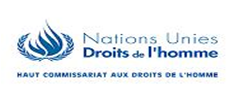 Nations Unies
Droits de l'homme
HAUT COMMISSARIAT AUX DROITS DE L'HOMME